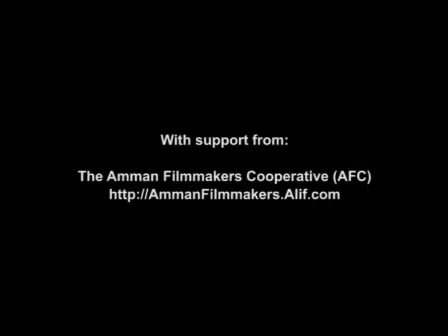 With support from:
The Amman Filmmakers Cooperative (AFC)
http://AmmanFilmmakers.Alif.com